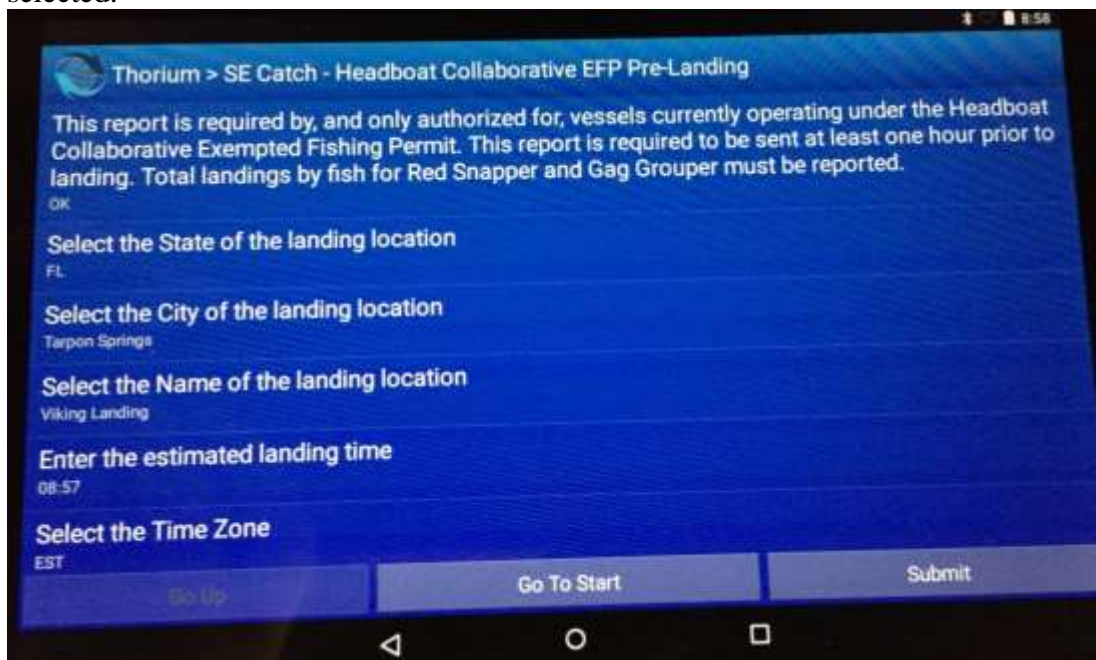 selected.
8:58
Thorium > SE Catch - Headboat Collaborative EFP Pre-Landing
This report is required by, and only authorized for, vessels currently operating under the Headboat
Collaborative Exempted Fishing Permit. This report is required to be sent at least one hour prior to
landing. Total landings by fish for Red Snapper and Gag Grouper must be reported.
OK
Select the State of the landing location
FL
Select the City of the landing location
Tarpon Springs
Select the Name of the landing location
Viking Landing
Enter the estimated landing time
08:57
Select the Time Zone
EST
Go Up
Go To Start
Submit